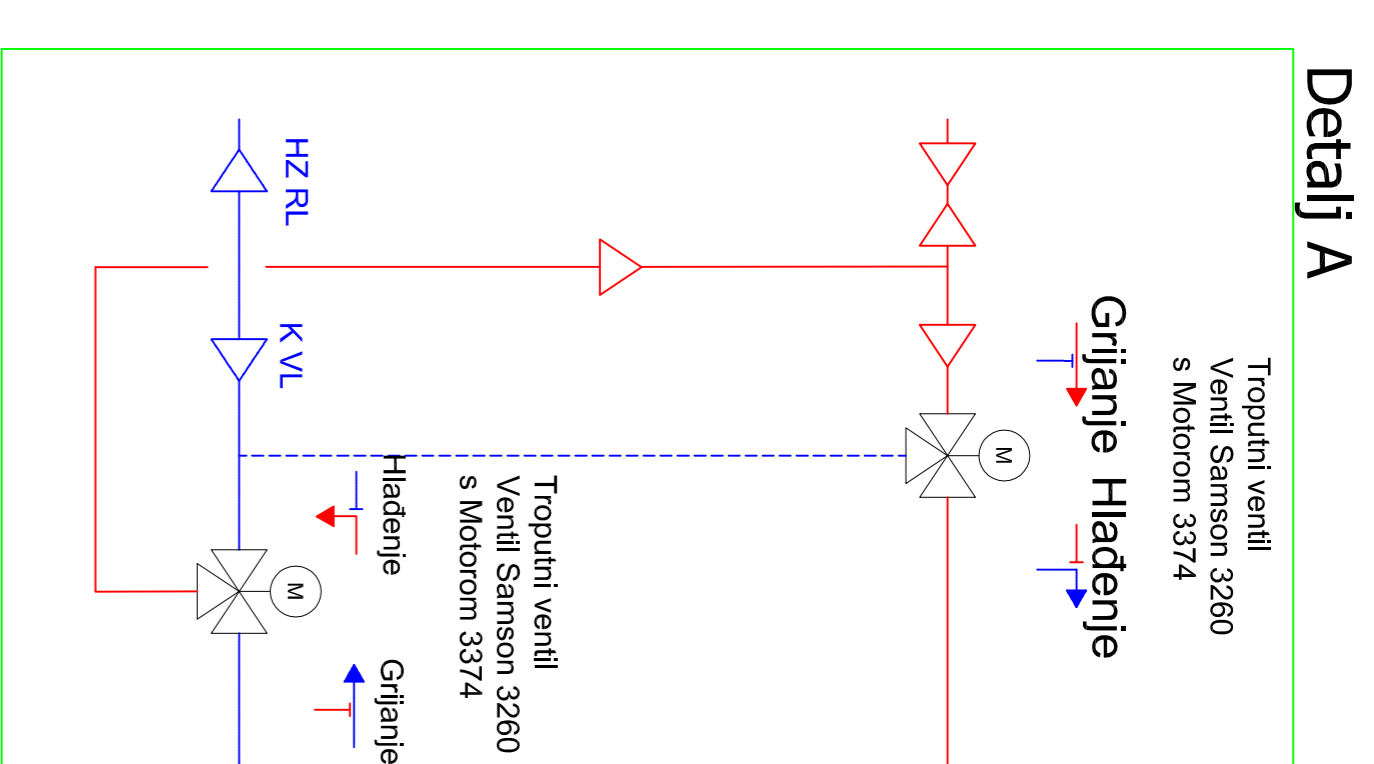 Detalj A
Troputni ventil
Ventil Samson 3260
s Motorom 3374
Grijanje Hlađenje
M
Troputni ventil
Ventil Samson 3260
s Motorom 3374
Hlađenje
Grijanje
HZ RL
K VL
M